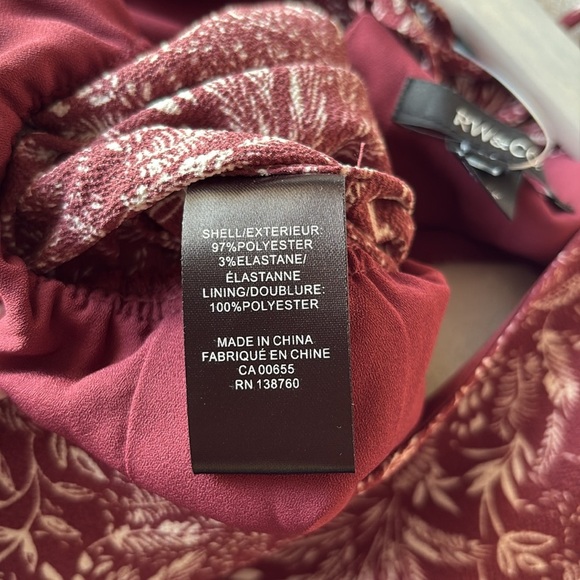 RW&CO
SHELL/EXTERIEUR:
97%POLYESTER
3%ELASTANE/
ÉLASTANNE
LINING/DOUBLURE:
100%POLYESTER
MADE IN CHINA
FABRIQUÉ EN CHINE
CA 00655
RN 138760